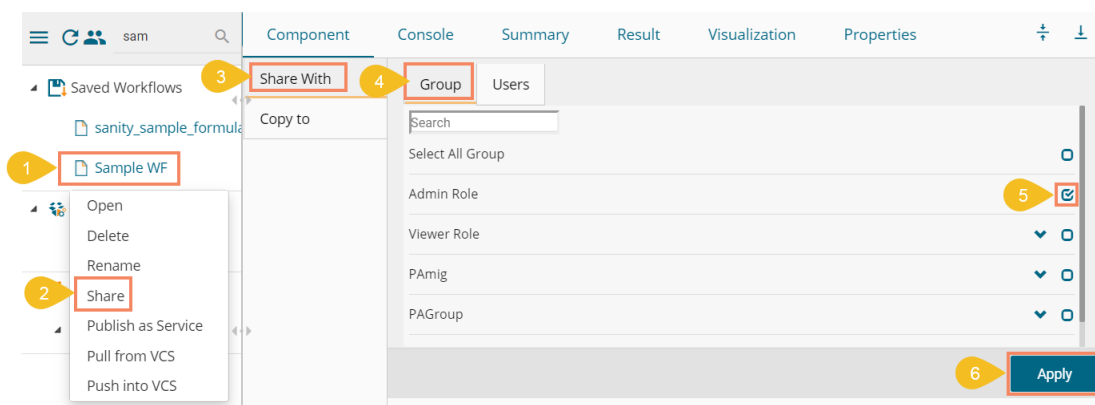 sam
Component
Console
Summary
Result
Visualization
Properties
3
Share With
4
Group
Users
Saved Workflows
Copy to
Search
sanity_sample_formula
Select All Group
1
Sample WF
Admin Role
5
Open
Delete
Viewer Role
Rename
PAmig
2
Share
Publish as Service
PAGroup
Pull from VCS
Push into VCS
6
Apply